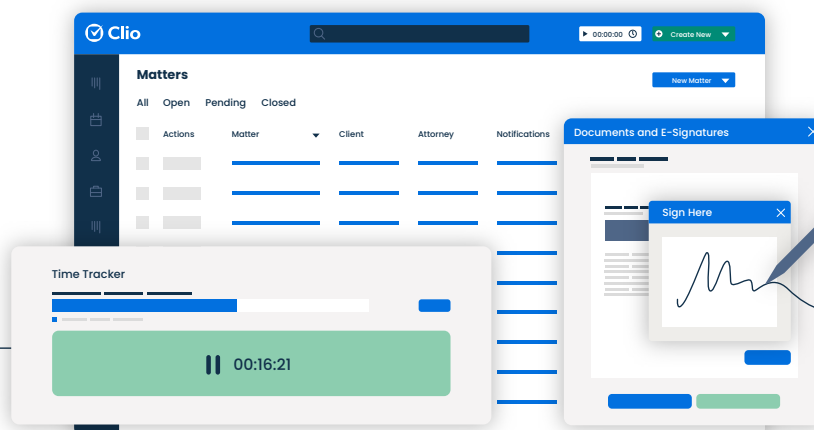 Clio
00:00:00
Create New
Matters
New Matter
All Open Pending Closed
Actions Matter Client Attorney Notifications
Documents and E-Signatures
Sign Here
Time Tracker
00:16:21